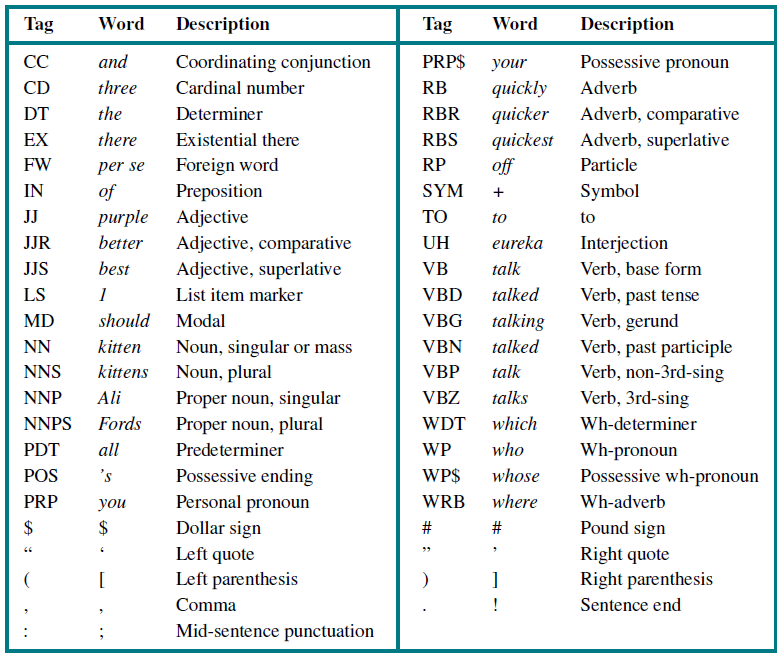 Tag Word Description
CC and Coordinating conjunction
CD three Cardinal number
DT the Determiner
EX there Existential there
FW per se Foreign word
IN of Preposition
JJ purple Adjective
JJR better Adjective, comparative
JJS best Adjective, superlative
LS 1 List item marker
MD should Modal
NN kitten Noun, singular or mass
NNS kittens Noun, plural
NNP Ali Proper noun, singular
NNPS Fords Proper noun, plural
PDT all Predeterminer
POS ’s Possessive ending
PRP you Personal pronoun
$ $ Dollar sign
“ ‘ Left quote
( [ Left parenthesis
, , Comma
: ; Mid-sentence punctuation
Tag Word Description
PRP$ your Possessive pronoun
RB quickly Adverb
RBR quicker Adverb, comparative
RBS quickest Adverb, superlative
RP off Particle
SYM + Symbol
TO to to
UH eureka Interjection
VB talk Verb, base form
VBD talked Verb, past tense
VBG talking Verb, gerund
VBN talked Verb, past participle
VBP talk Verb, non-3rd-sing
VBZ talks Verb, 3rd-sing
WDT which Wh-determiner
WP who Wh-pronoun
WP$ whose Possessive wh-pronoun
WRB where Wh-adverb
# # Pound sign
” ’ Right quote
) ] Right parenthesis
. ! Sentence end